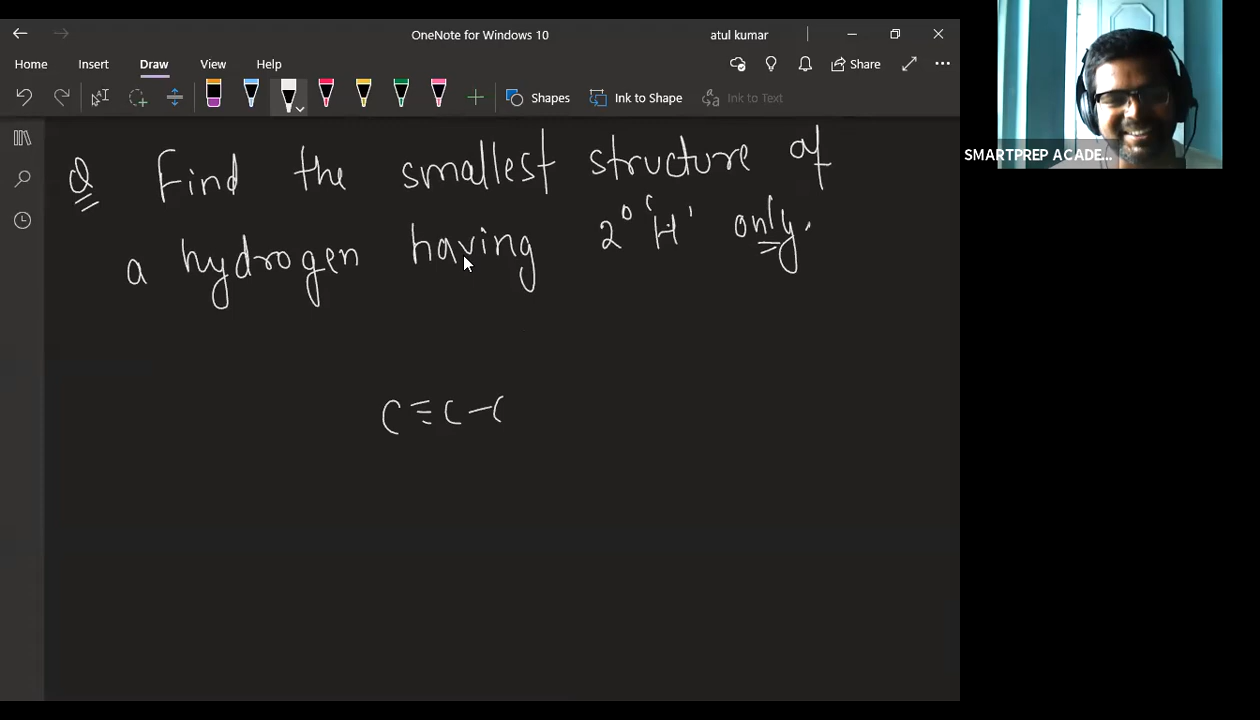 OneNote for Windows 10
atul kumar
Home Insert Draw View Help
Share
Shapes Ink to Shape Ink to Text
SMARTPREP ACADE...
Q Find the smallest structure of
a hydrogen having 2° 'H' only.
C≡C-C